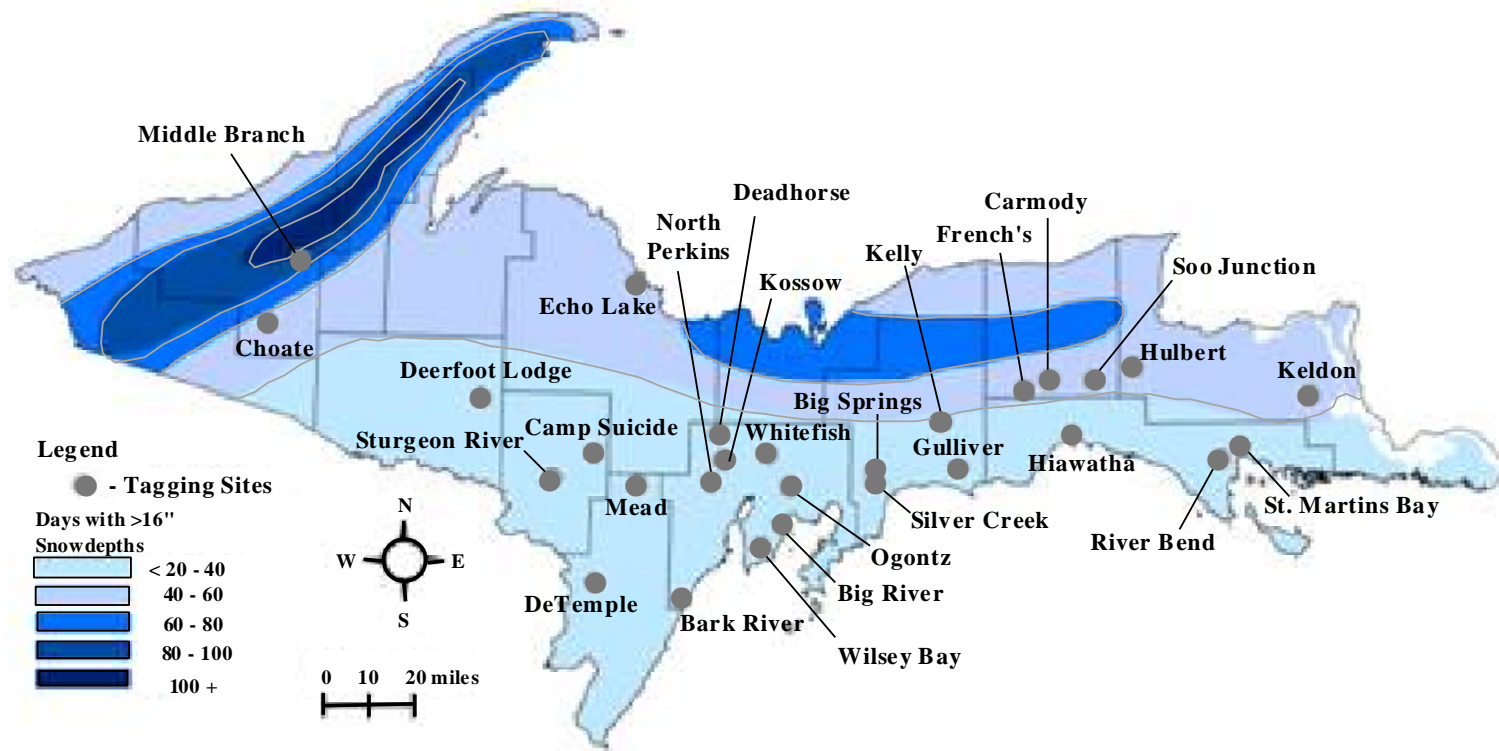 Middle Branch
Deadhorse
North
Perkins
Carmody
French's
Kelly
Soo Junction
Kossow
Echo Lake
Choate
Hulbert
Deerfoot Lodge
Keldon
Big Springs
Camp Suicide
Whitefish
Sturgeon River
Gulliver
Hiawatha
Mead
Silver Creek
St. Martins Bay
River Bend
Ogontz
Big River
DeTemple
Bark River
Wilsey Bay
Legend
- Tagging Sites
Days with >16"
Snowdepths
< 20 - 40
40 - 60
60 - 80
80 - 100
100 +
N
W E
S
0 10 20 miles